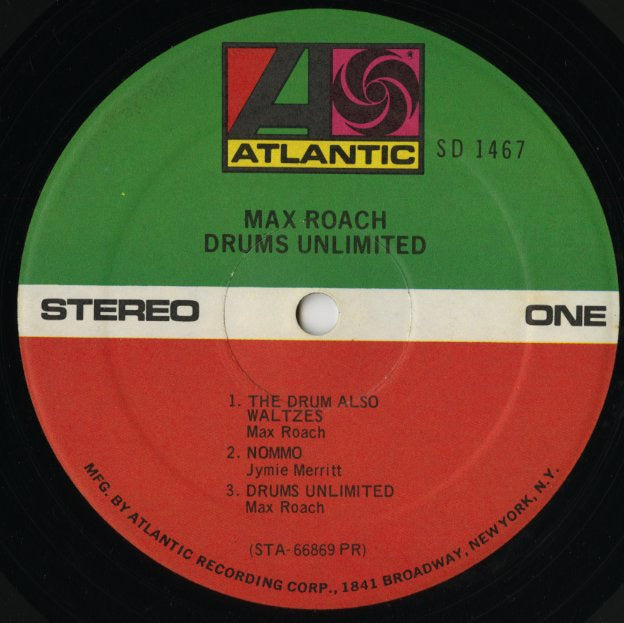 ATLANTIC
SD 1467
MAX ROACH
DRUMS UNLIMITED
STEREO
ONE
1. THE DRUM ALSO
WALTZES
Max Roach
2. NOMMO
Jymie Merritt
3. DRUMS UNLIMITED
Max Roach
(STA-66869 PR)
MFG. BY ATLANTIC RECORDING CORP., 1841 BROADWAY, NEW YORK, N.Y.